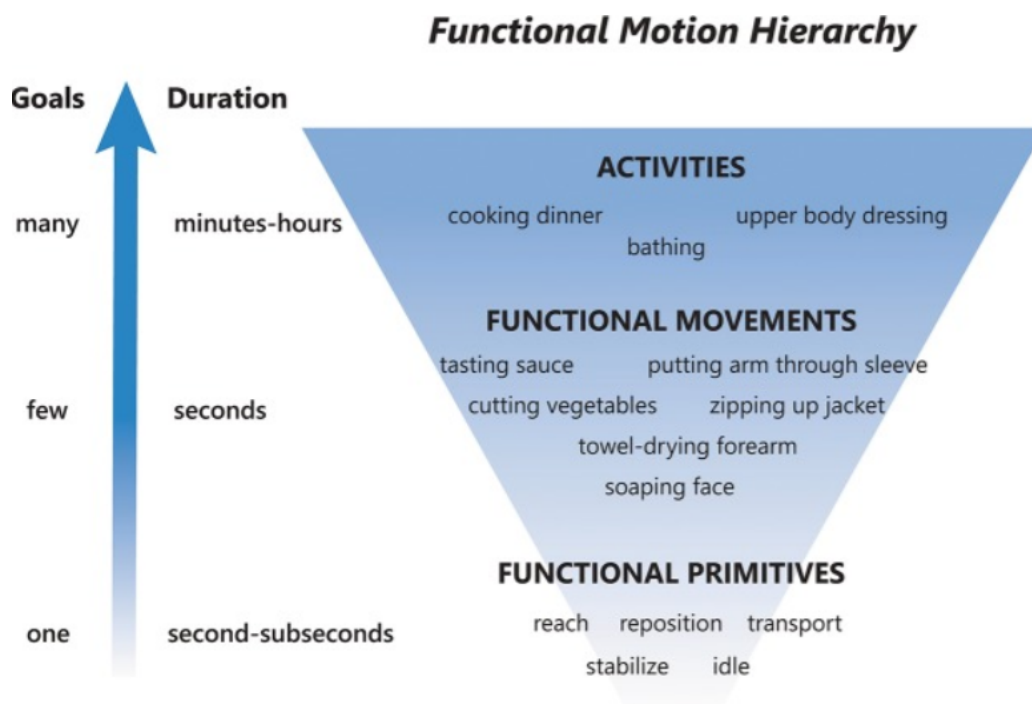 Functional Motion Hierarchy
Goals Duration
ACTIVITIES
many minutes-hours
cooking dinner upper body dressing
bathing
FUNCTIONAL MOVEMENTS
tasting sauce putting arm through sleeve
few seconds
cutting vegetables zipping up jacket
towel-drying forearm
soaping face
FUNCTIONAL PRIMITIVES
one second-subseconds
reach reposition transport
stabilize idle